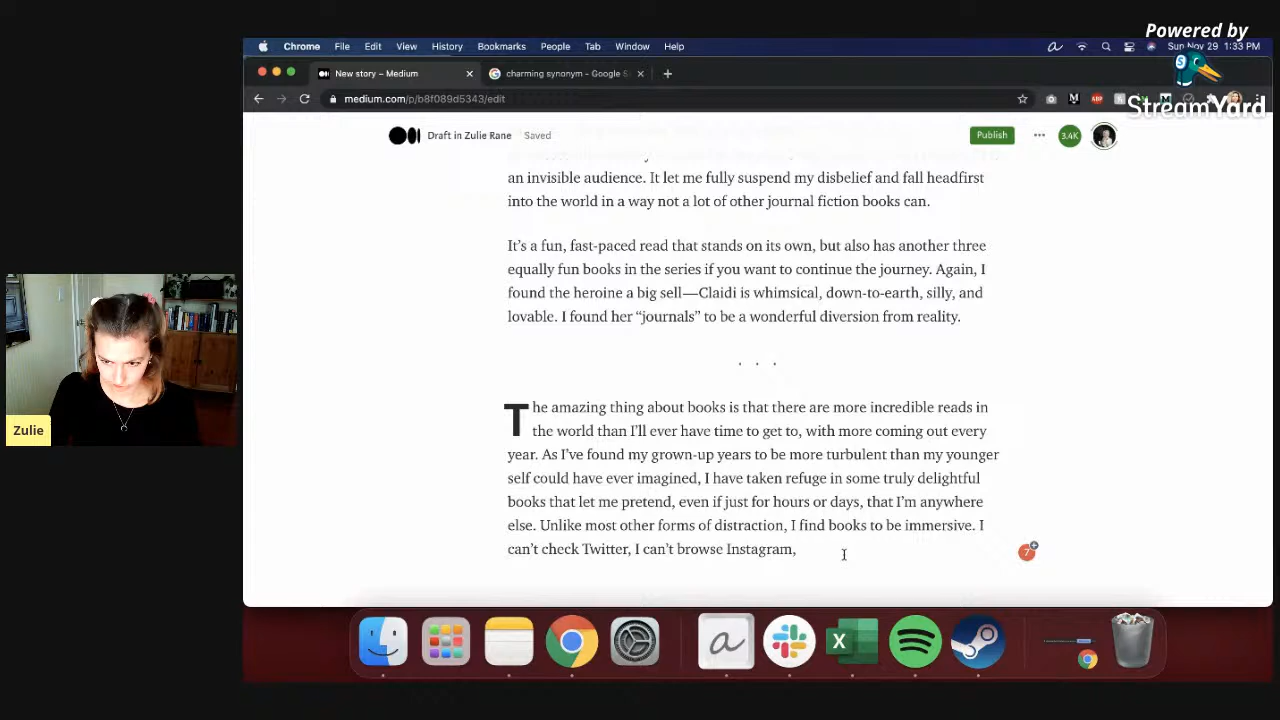 Powered by
StreamYard
Chrome File Edit View History Bookmarks People Tab Window Help
Sun Nov 29 1:33 PM
New story – Medium
charming synonym - Google S
medium.com/p/b8f089d5343/edit
Draft in Zulie Rane Saved
Publish
3.4K
an invisible audience. It let me fully suspend my disbelief and fall headfirst
into the world in a way not a lot of other journal fiction books can.
It’s a fun, fast-paced read that stands on its own, but also has another three
equally fun books in the series if you want to continue the journey. Again, I
found the heroine a big sell—Claidi is whimsical, down-to-earth, silly, and
lovable. I found her “journals” to be a wonderful diversion from reality.
The amazing thing about books is that there are more incredible reads in
the world than I’ll ever have time to get to, with more coming out every
year. As I’ve found my grown-up years to be more turbulent than my younger
self could have ever imagined, I have taken refuge in some truly delightful
books that let me pretend, even if just for hours or days, that I’m anywhere
else. Unlike most other forms of distraction, I find books to be immersive. I
can’t check Twitter, I can’t browse Instagram,
7
Zulie